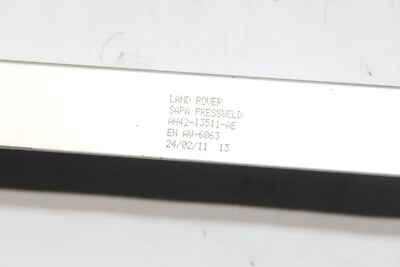 LAND ROVER
SAPA PRESSWELD
AH42-13511-AE
EN AW-6063
24/02/11 13